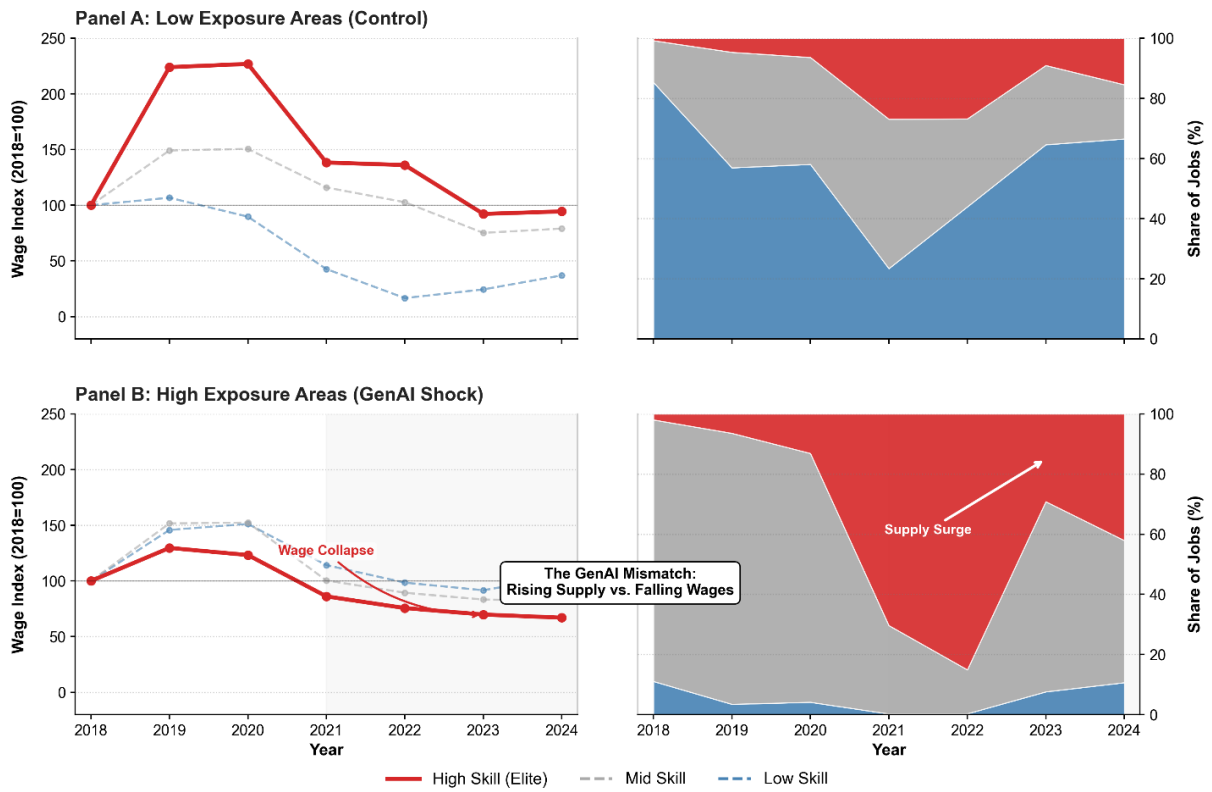 Panel A: Low Exposure Areas (Control)
250
200
150
100
50
0
Wage Index (2018=100)
100
80
60
40
20
0
Share of Jobs (%)
Panel B: High Exposure Areas (GenAI Shock)
250
200
150
100
50
0
Wage Index (2018=100)
Wage Collapse
The GenAI Mismatch:
Rising Supply vs. Falling Wages
2018 2019 2020 2021 2022 2023 2024
Year
Supply Surge
100
80
60
40
20
0
Share of Jobs (%)
2018 2019 2020 2021 2022 2023 2024
Year
High Skill (Elite) Mid Skill Low Skill